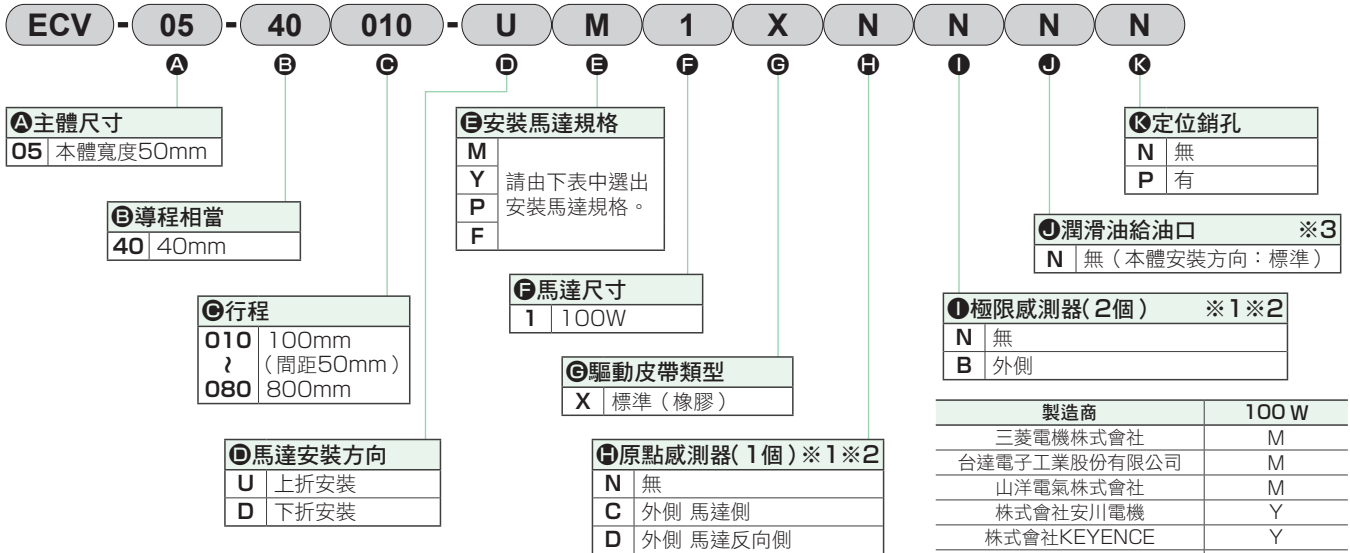 ECV-05-40 010-U M 1 X N N N N
A B C D E F G H I J K
A主體尺寸
05 本體寬度50mm
B導程相當
40 40mm
C行程
010 100mm
~ （間距50mm）
080 800mm
D馬達安裝方向
U 上折安裝
D 下折安裝
E安裝馬達規格
M
Y
P
F
請由下表中選出
安裝馬達規格。
F馬達尺寸
1 100W
G驅動皮帶類型
X 標準（橡膠）
H原點感測器(1個)※1※2
N 無
C 外側 馬達側
D 外側 馬達反向側
K定位銷孔
N 無
P 有
J潤滑油給油口 ※3
N 無（本體安裝方向：標準）
I極限感測器(2個) ※1※2
N 無
B 外側
製造商 100 W
三菱電機株式會社 M
台達電子工業股份有限公司 M
山洋電氣株式會社 M
株式會社安川電機 Y
株式會社KEYENCE Y